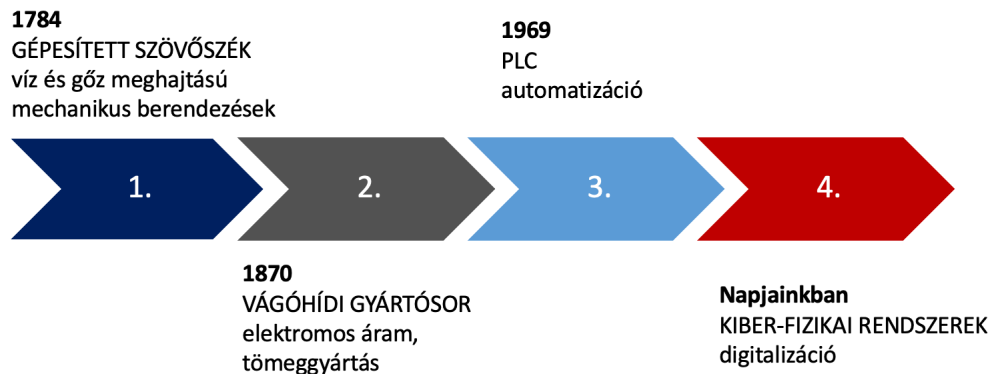 1784
GÉPESÍTETT SZÖVŐSZÉK
víz és gőz meghajtású
mechanikus berendezések
1969
PLC
automatizáció
1.
2.
3.
4.
1870
VÁGÓHÍDI GYÁRTÓSOR
elektromos áram,
tömeggyártás
Napjainkban
KIBER-FIZIKAI RENDSZEREK
digitalizáció